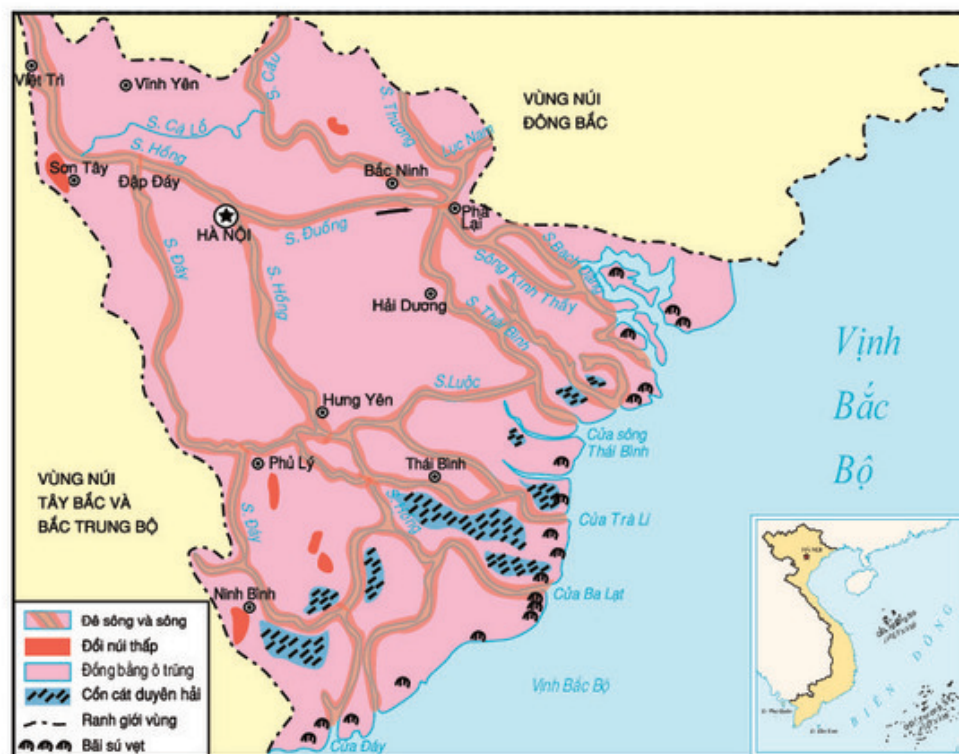 Việt Trì
Vĩnh Yên
S. Cầu
S. Thương
Lục Nam
VÙNG NÚI
ĐÔNG BẮC
S. Cà Lồ
S. Hồng
Sơn Tây
Đập Đáy
Bắc Ninh
Phả
Lại
HÀ NỘI
S. Đuống
S. Bạch Đằng
Sông Kinh Thầy
S. Đáy
S. Hồng
Hải Dương
S. Thái Bình
Vịnh
Bắc
Bộ
S.Luộc
Hưng Yên
Cửa sông
Thái Bình
Phủ Lý
Thái Bình
VÙNG NÚI
TÂY BẮC VÀ
BẮC TRUNG BỘ
S. Đáy
S. Hồng
Cửa Trà Lí
Cửa Ba Lạt
Ninh Bình
Vịnh Bắc Bộ
Cửa Đáy
Đê sông và sông
Đồi núi thấp
Đồng bằng ô trũng
Cồn cát duyên hải
Ranh giới vùng
Bãi sú vẹt
HÀ NỘI
BIỂN ĐÔNG